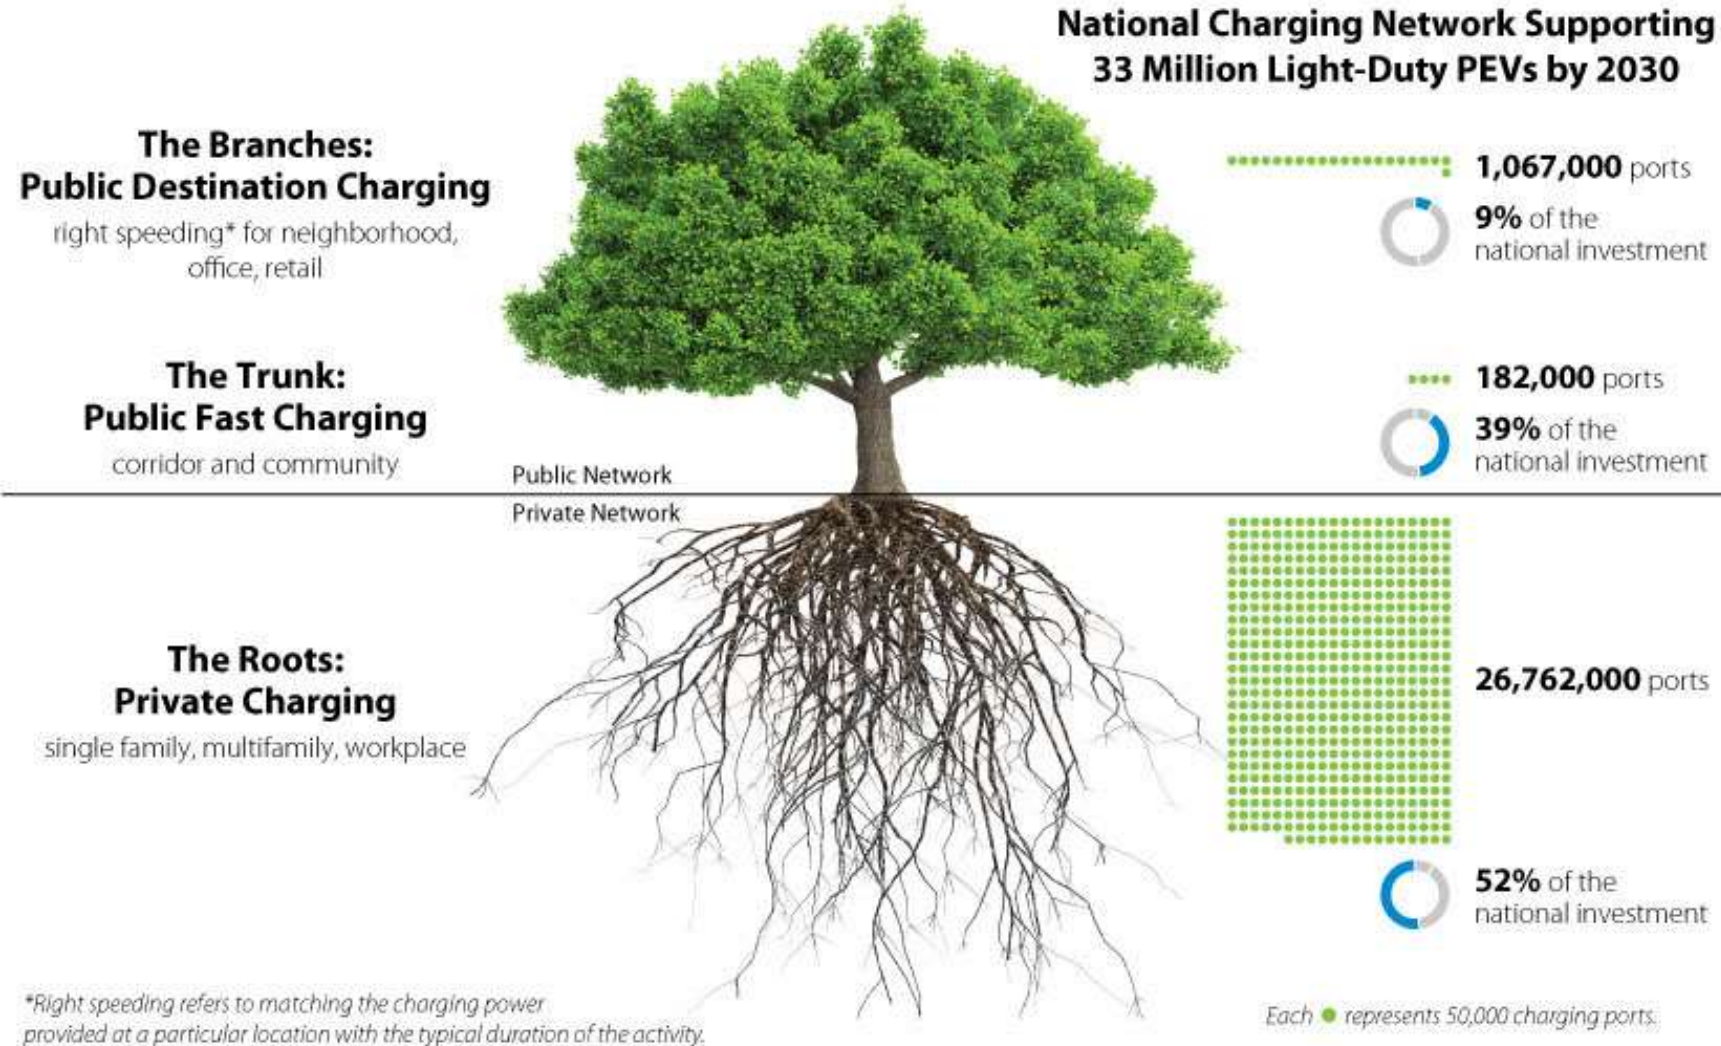 National Charging Network Supporting
33 Million Light-Duty PEVs by 2030
The Branches:
Public Destination Charging
right speeding* for neighborhood,
office, retail
1,067,000 ports
9% of the
national investment
The Trunk:
Public Fast Charging
corridor and community
182,000 ports
39% of the
national investment
Public Network
Private Network
The Roots:
Private Charging
single family, multifamily, workplace
26,762,000 ports
52% of the
national investment
*Right speeding refers to matching the charging power
provided at a particular location with the typical duration of the activity.
Each ● represents 50,000 charging ports.